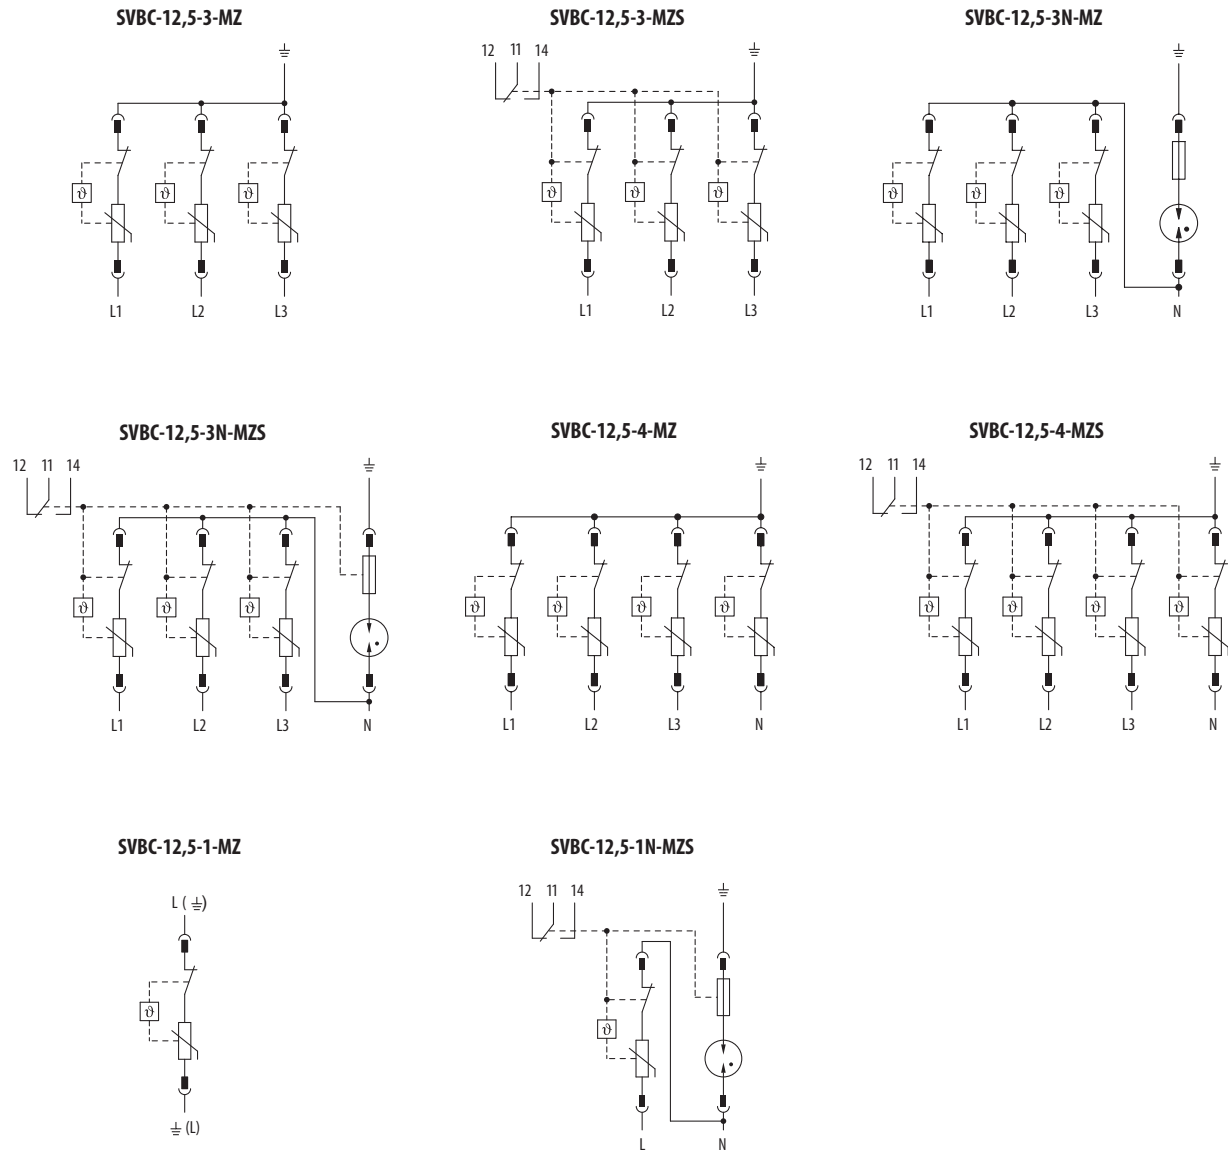 SVBC-12,5-3-MZ
ϑ ϑ ϑ
L1 L2 L3
SVBC-12,5-3-MZS
12 11 14
ϑ ϑ ϑ
L1 L2 L3
SVBC-12,5-3N-MZ
ϑ ϑ ϑ
L1 L2 L3 N
SVBC-12,5-3N-MZS
12 11 14
ϑ ϑ ϑ
L1 L2 L3 N
SVBC-12,5-4-MZ
ϑ ϑ ϑ ϑ
L1 L2 L3 N
SVBC-12,5-4-MZS
12 11 14
ϑ ϑ ϑ ϑ
L1 L2 L3 N
SVBC-12,5-1-MZ
L (⏚)
ϑ
⏚ (L)
SVBC-12,5-1N-MZS
12 11 14
ϑ
L N